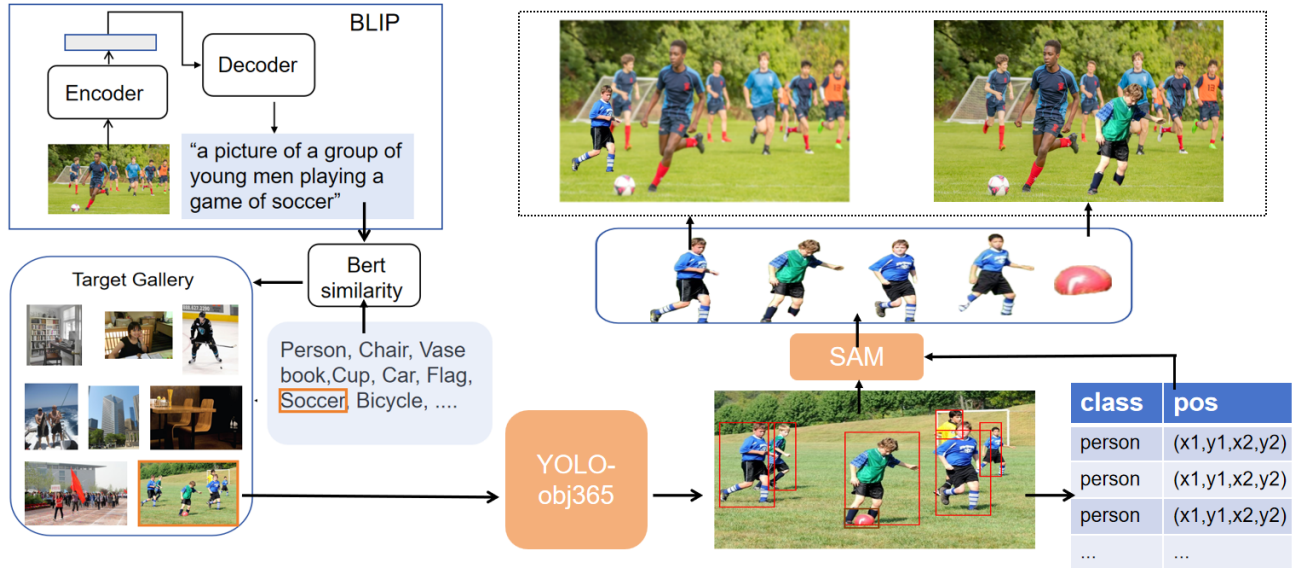 BLIP
Encoder
Decoder
“a picture of a group of
young men playing a
game of soccer”
Bert
similarity
Target Gallery
Person, Chair, Vase
book,Cup, Car, Flag,
Soccer, Bicycle, ....
YOLO-
obj365
SAM
class pos
person (x1,y1,x2,y2)
person (x1,y1,x2,y2)
person (x1,y1,x2,y2)
... ...